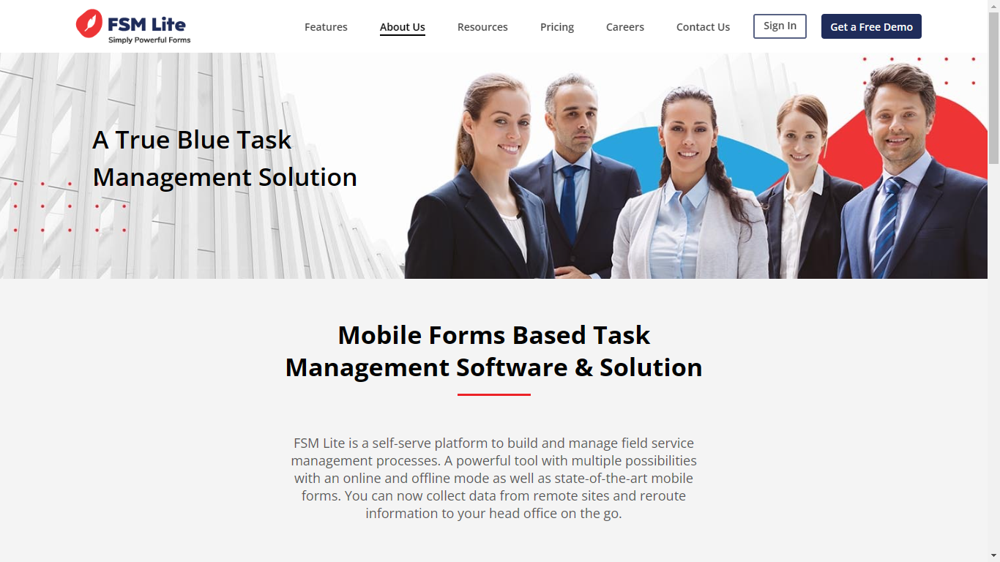 FSM Lite
Simply Powerful Forms
Features
About Us
Resources
Pricing
Careers
Contact Us
Sign In
Get a Free Demo
A True Blue Task
Management Solution
Mobile Forms Based Task
Management Software & Solution
FSM Lite is a self-serve platform to build and manage field service
management processes. A powerful tool with multiple possibilities
with an online and offline mode as well as state-of-the-art mobile
forms. You can now collect data from remote sites and reroute
information to your head office on the go.